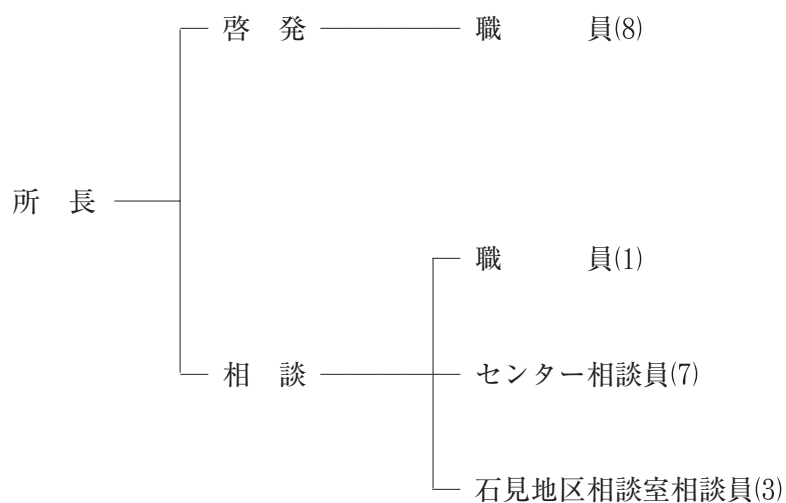 啓　発　職　　員(8)
所　長
職　　員(1)
相　談　センター相談員(7)
石見地区相談室相談員(3)